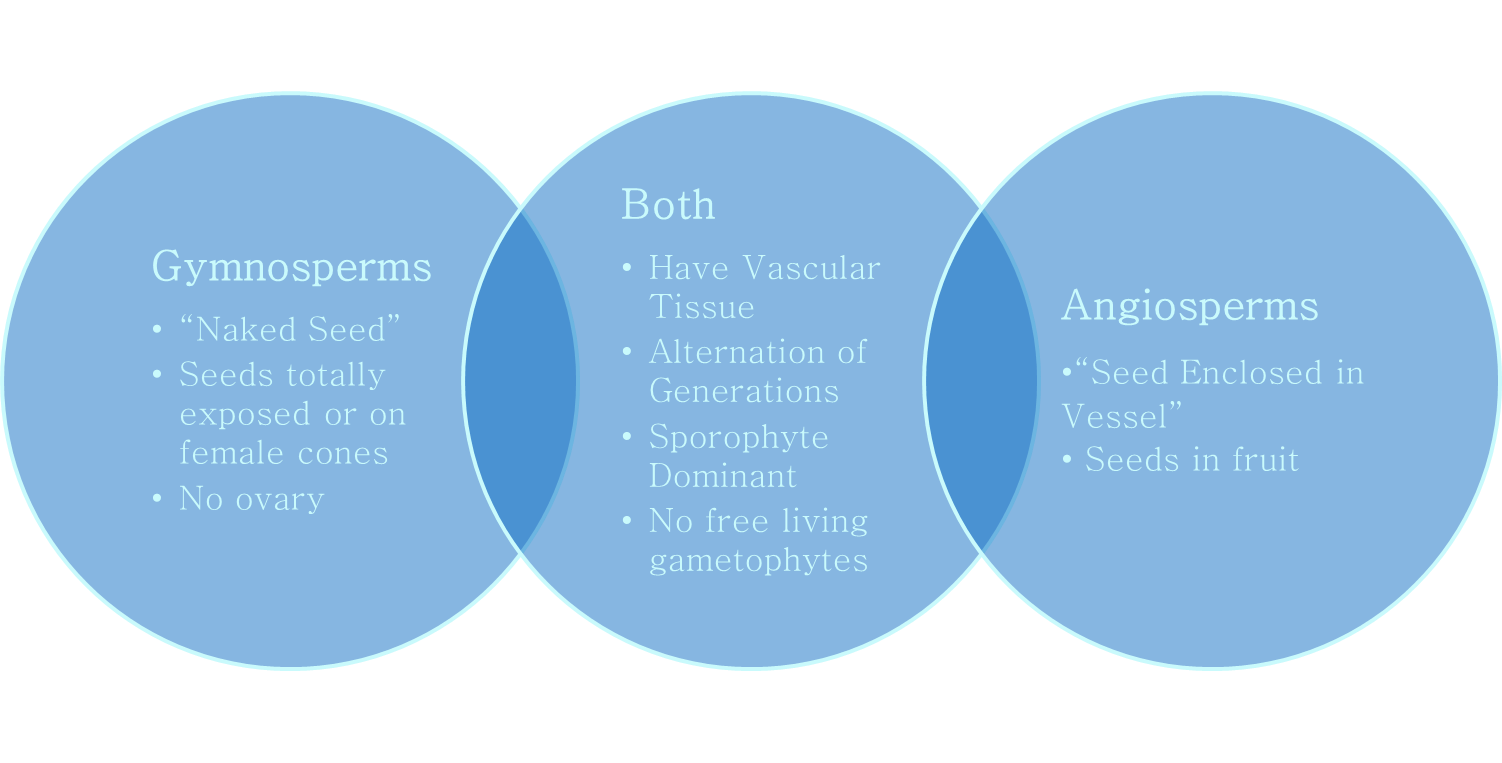 Gymnosperms
• “Naked Seed”
• Seeds totally
exposed or on
female cones
• No ovary
Both
• Have Vascular
Tissue
• Alternation of
Generations
• Sporophyte
Dominant
• No free living
gametophytes
Angiosperms
•“Seed Enclosed in
Vessel”
• Seeds in fruit